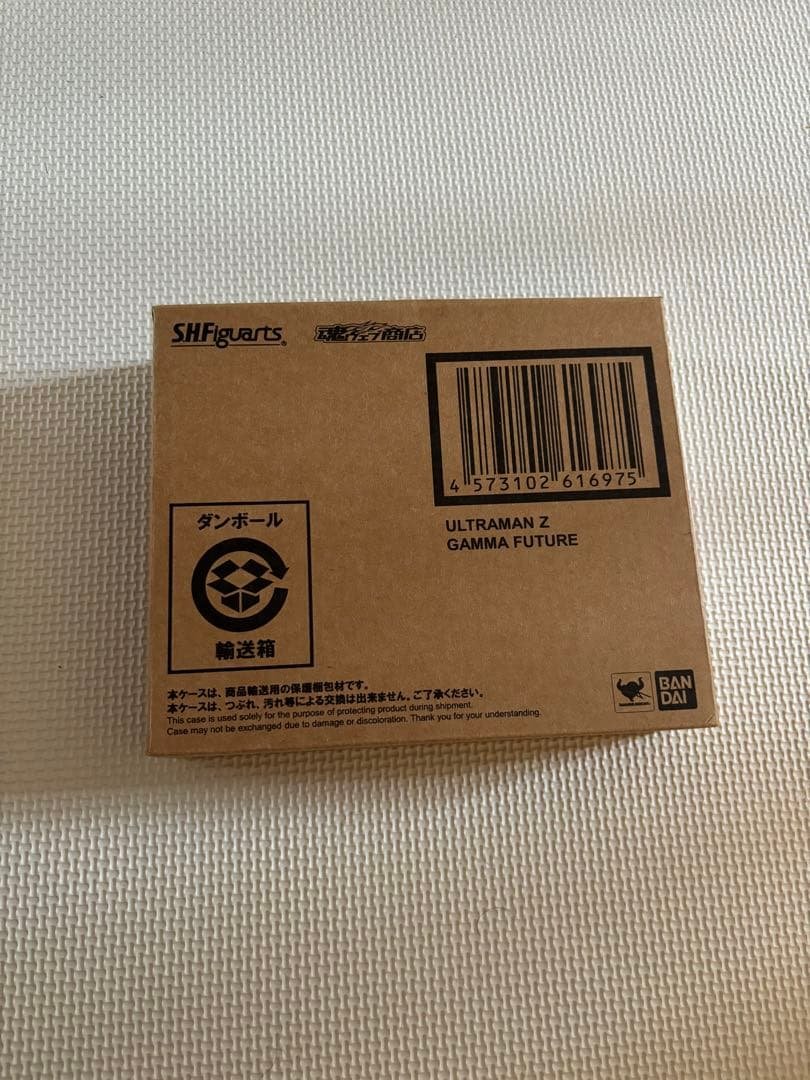 S.H.Figuarts®
魂ウェブ商店
4 573102 616975
ULTRAMAN Z
GAMMA FUTURE
ダンボール
輸送箱
本ケースは、商品輸送用の保護梱包材です。
本ケースは、つぶれ、汚れ等による交換は出来ません。ご了承ください。
This case is used solely for the purpose of protecting product during shipment.
Case may not be exchanged due to damage or discoloration. Thank you for your understanding.
BAN
DAI